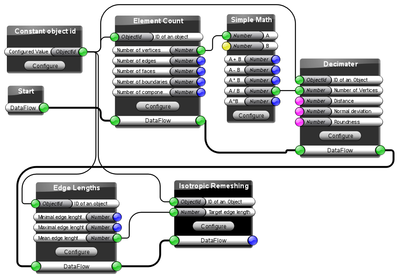 Constant object id
Configured Value ObjectId
Configure
Start
DataFlow
Element Count
ObjectId ID of an object
Number of vertices Number
Number of edges Number
Number of faces Number
Number of boundaries Number
Number of compone... Number
Configure
DataFlow
Simple Math
Number A
Number B
A + B Number
A - B Number
A * B Number
A / B Number
A^B Number
Configure
Decimater
ObjectId ID of an Object
Number Number of Vertices
Number Distance
Number Normal deviation
Number Roundness
Configure
DataFlow
Edge Lengths
ObjectId ID of an object
Minimal edge lenght Number
Maximal edge lenght Number
Mean edge lenght Number
Configure
DataFlow
Isotropic Remeshing
ObjectId ID of an Object
Number Target edge length
Configure
DataFlow